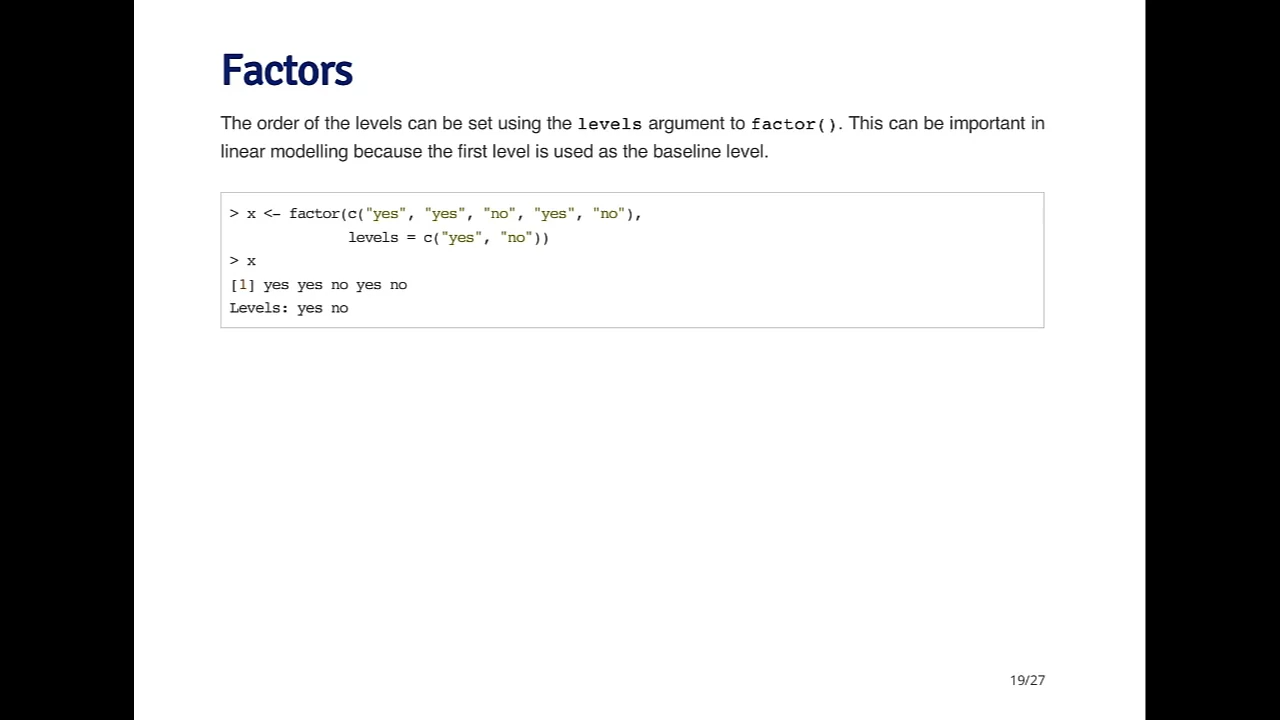 Factors
The order of the levels can be set using the levels argument to factor(). This can be important in
linear modelling because the first level is used as the baseline level.
> x <- factor(c("yes", "yes", "no", "yes", "no"),
              levels = c("yes", "no"))
> x
[1] yes yes no yes no
Levels: yes no
19/27